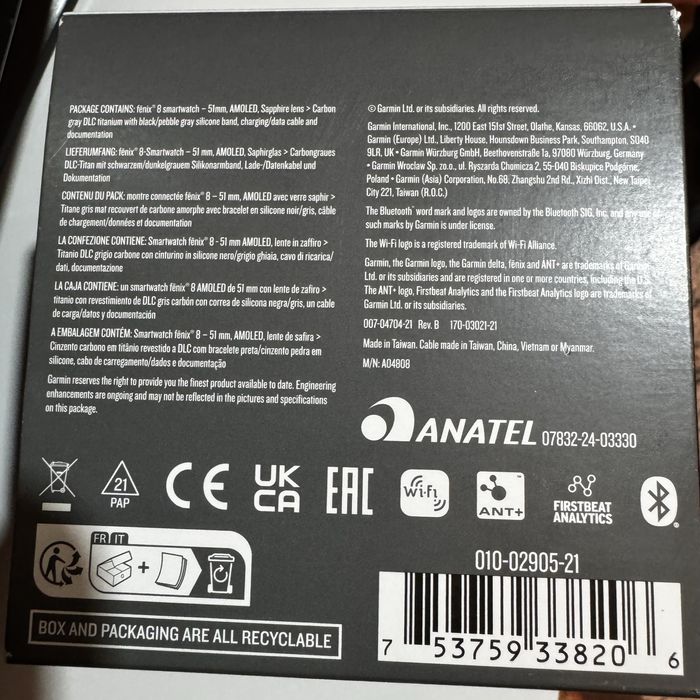 PACKAGE CONTAINS: fēnix® 8 smartwatch – 51mm, AMOLED, Sapphire lens > Carbon
gray DLC titanium with black/pebble gray silicone band, charging/data cable and
documentation
LIEFERUMFANG: fēnix® 8-Smartwatch – 51 mm, AMOLED, Saphirglas > Carbongraues
DLC-Titan mit schwarzem/dunkelgrauem Silikonarmband, Lade-/Datenkabel und
Dokumentation
CONTENU DU PACK: montre connectée fēnix® 8 - 51 mm, AMOLED avec verre saphir >
Titane gris mat recouvert de carbone amorphe avec bracelet en silicone noir/gris, câble
de chargement/données et documentation
LA CONFEZIONE CONTIENE: Smartwatch fēnix® 8 - 51 mm AMOLED, lente in zaffiro >
Titanio DLC grigio carbone con cinturino in silicone nero/grigio ghiaia, cavo di ricarica/
dati, documentazione
LA CAJA CONTIENE: un smartwatch fēnix® 8 AMOLED de 51 mm con lente de zafiro >
titanio con revestimiento de DLC gris carbón con correa de silicona negra/gris, un cable
de carga/datos y documentación
A EMBALAGEM CONTÉM: Smartwatch fēnix® 8 – 51 mm, AMOLED, lente de safira >
Cinzento carbono em titânio revestido a DLC com bracelete preta/cinzento pedra em
silicone, cabo de carregamento/dados e documentação
Garmin reserves the right to provide you the finest product available to date. Engineering
enhancements are ongoing and may not be reflected in the pictures and specifications
on this package.
© Garmin Ltd. or its subsidiaries. All rights reserved.
Garmin International, Inc., 1200 East 151st Street, Olathe, Kansas, 66062, U.S.A. •
Garmin (Europe) Ltd., Liberty House, Hounsdown Business Park, Southampton, SO40
9LR, UK • Garmin Würzburg GmbH, Beethovenstraße 1a, 97080 Würzburg, Germany
• Garmin Wroclaw Sp. zo.o., ul. Ryszarda Chomicza 2, 55-040 Biskupice Podgórne,
Poland • Garmin (Asia) Corporation, No.68, Zhangshu 2nd Rd., Xizhi Dist., New Taipei
City 221, Taiwan (R.O.C.)
The Bluetooth® word mark and logos are owned by the Bluetooth SIG, Inc. and any use of
such marks by Garmin is under license.
The Wi-Fi logo is a registered trademark of Wi-Fi Alliance.
Garmin, the Garmin logo, the Garmin delta, fēnix and ANT+ are trademarks of Garmin
Ltd. or its subsidiaries and are registered in one or more countries, including the U.S.
The ANT+ logo, Firstbeat Analytics and the Firstbeat Analytics logo are trademarks of
Garmin Ltd. or its subsidiaries.
007-04704-21 Rev. B 170-03021-21
Made in Taiwan. Cable made in Taiwan, China, Vietnam or Myanmar.
M/N: A04808
ANATEL 07832-24-03330
21
PAP
CE
UK
CA
EAC
Wi-Fi
ANT+
FIRSTBEAT
ANALYTICS
FR IT
BOX AND PACKAGING ARE ALL RECYCLABLE
010-02905-21
7 53759 33820 6